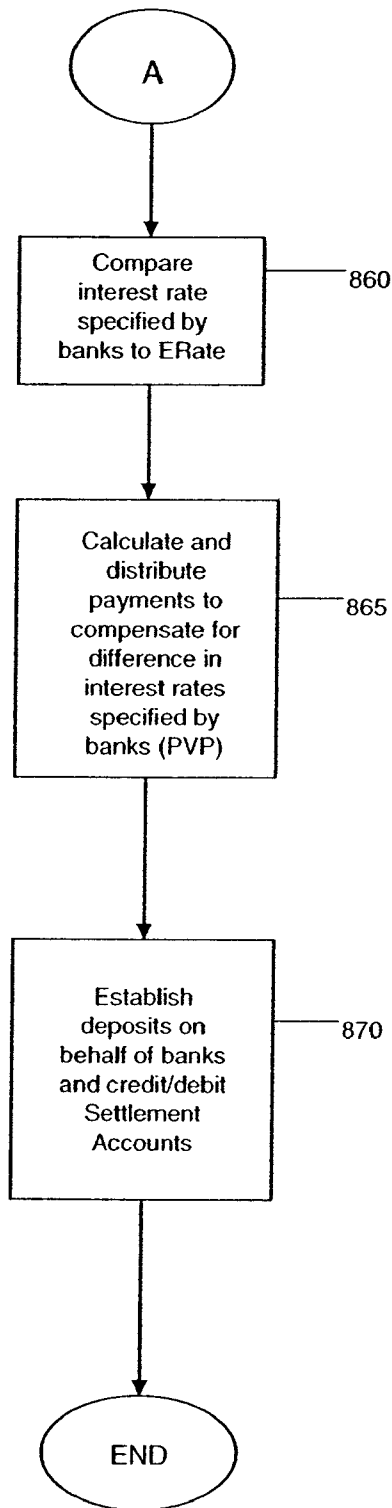 A
Compare
interest rate
specified by
banks to ERate
860
Calculate and
distribute
payments to
compensate for
difference in
interest rates
specified by
banks (PVP)
865
Establish
deposits on
behalf of banks
and credit/debit
Settlement
Accounts
870
END